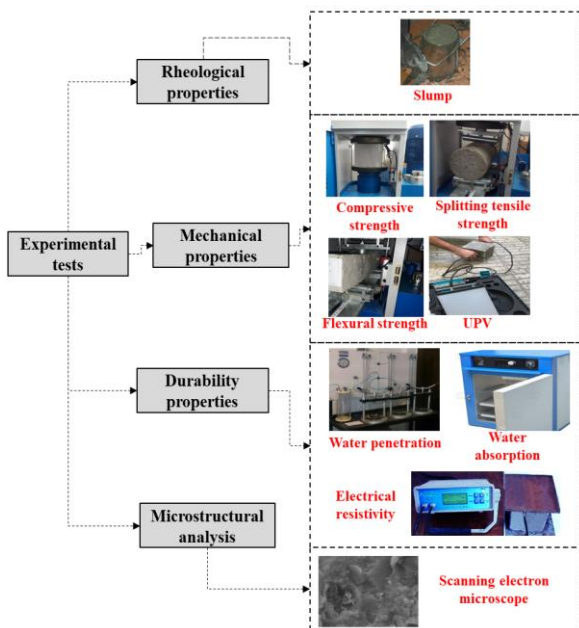 Rheological
properties
Slump
Compressive
strength
Splitting tensile
strength
Experimental
tests
Mechanical
properties
Flexural strength
UPV
Durability
properties
Water penetration
Water
absorption
Electrical
resistivity
Microstructural
analysis
Scanning electron
microscope